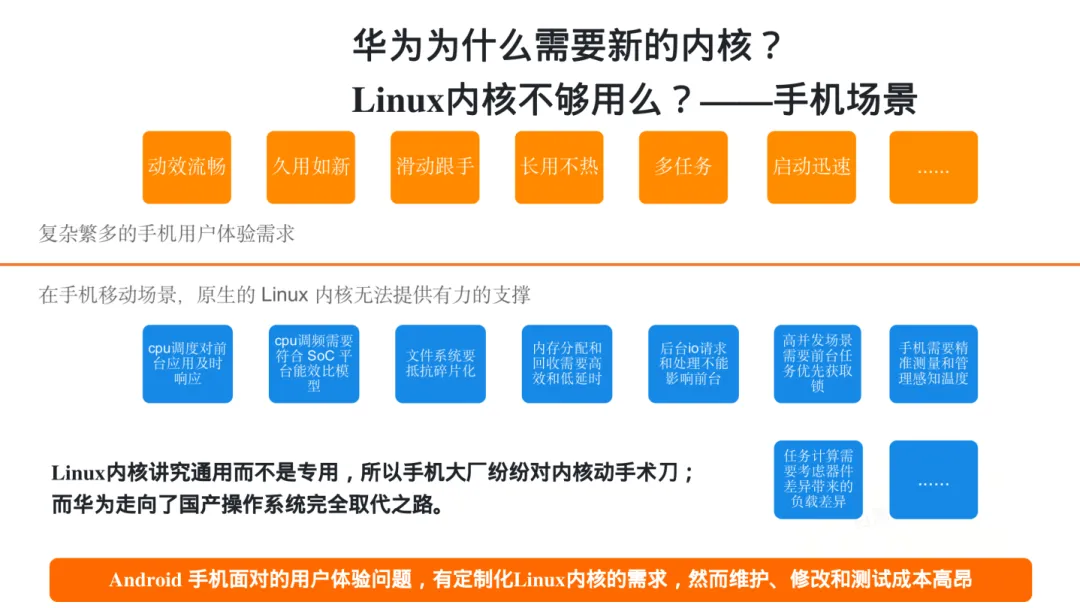 华为为什么需要新的内核？
Linux内核不够用么？——手机场景
动效流畅
久用如新
滑动跟手
长用不热
多任务
启动迅速
……
复杂繁多的手机用户体验需求
在手机移动场景，原生的 Linux 内核无法提供有力的支撑
cpu调度对前
台应用及时
响应
cpu调频需要
符合 SoC 平
台能效比模
型
文件系统要
抵抗碎片化
内存分配和
回收需要高
效和低延时
后台io请求
和处理不能
影响前台
高并发场景
需要前台任
务优先获取
锁
手机需要精
准测量和管
理感知温度
Linux内核讲究通用而不是专用，所以手机大厂纷纷对内核动手术刀；
而华为走向了国产操作系统完全取代之路。
任务计算需
要考虑器件
差异带来的
负载差异
……
Android 手机面对的用户体验问题，有定制化Linux内核的需求，然而维护、修改和测试成本高昂